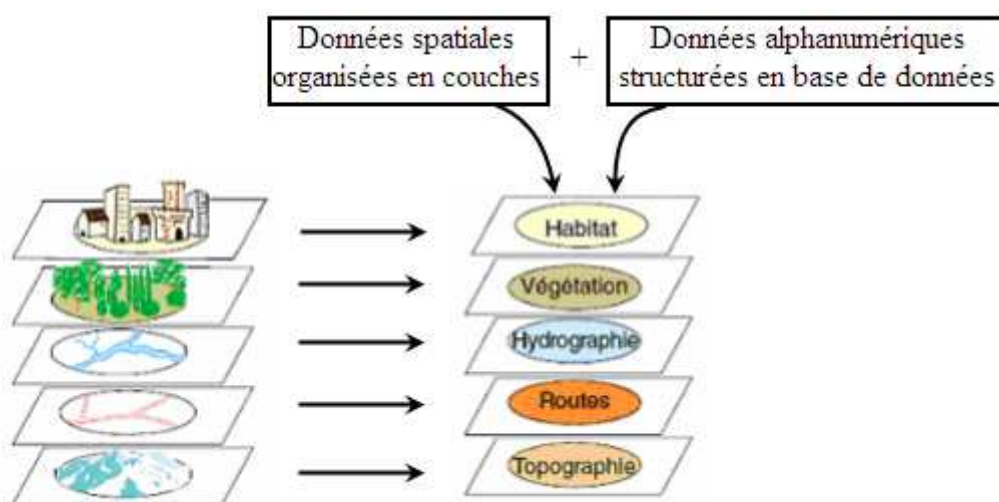 Données spatiales
organisées en couches
+
Données alphanumériques
structurées en base de données
Habitat
Végétation
Hydrographie
Routes
Topographie